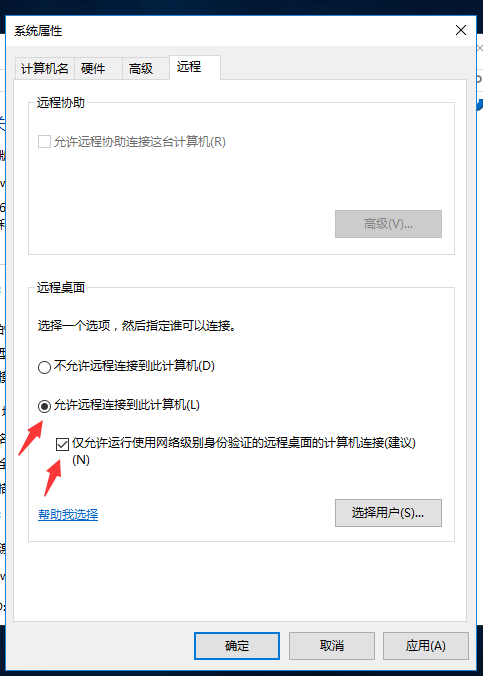 系统属性
计算机名 硬件 高级 远程
远程协助
允许远程协助连接这台计算机(R)
高级(V)...
远程桌面
选择一个选项，然后指定谁可以连接。
不允许远程连接到此计算机(D)
允许远程连接到此计算机(L)
仅允许运行使用网络级别身份验证的远程桌面的计算机连接(建议)
(N)
帮助我选择
选择用户(S)...
确定 取消 应用(A)